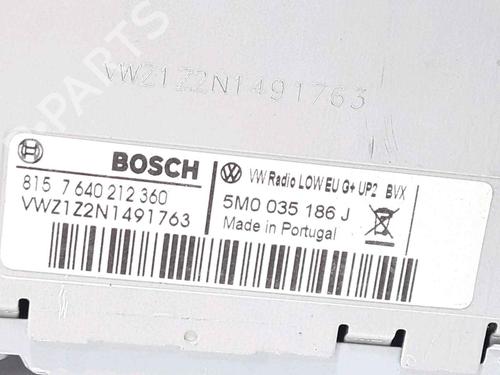 VWZ1Z2N1491763
BOSCH
VW Radio LOW EU G+ UP2 BVX
815 7 640 212 360
5M0 035 186 J
VWZ1Z2N1491763
Made in Portugal